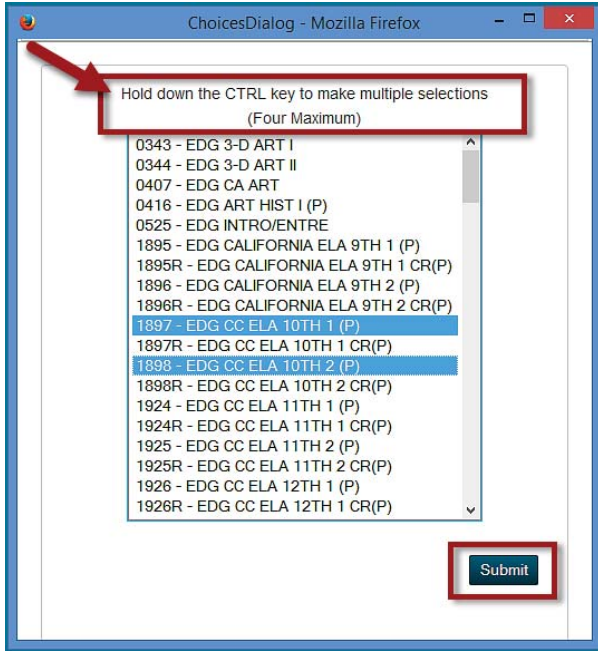 ChoicesDialog - Mozilla Firefox
Hold down the CTRL key to make multiple selections
(Four Maximum)
0343 - EDG 3-D ART I
0344 - EDG 3-D ART II
0407 - EDG CA ART
0416 - EDG ART HIST I (P)
0525 - EDG INTRO/ENTRE
1895 - EDG CALIFORNIA ELA 9TH 1 (P)
1895R - EDG CALIFORNIA ELA 9TH 1 CR(P)
1896 - EDG CALIFORNIA ELA 9TH 2 (P)
1896R - EDG CALIFORNIA ELA 9TH 2 CR(P)
1897 - EDG CC ELA 10TH 1 (P)
1897R - EDG CC ELA 10TH 1 CR(P)
1898 - EDG CC ELA 10TH 2 (P)
1898R - EDG CC ELA 10TH 2 CR(P)
1924 - EDG CC ELA 11TH 1 (P)
1924R - EDG CC ELA 11TH 1 CR(P)
1925 - EDG CC ELA 11TH 2 (P)
1925R - EDG CC ELA 11TH 2 CR(P)
1926 - EDG CC ELA 12TH 1 (P)
1926R - EDG CC ELA 12TH 1 CR(P)
Submit